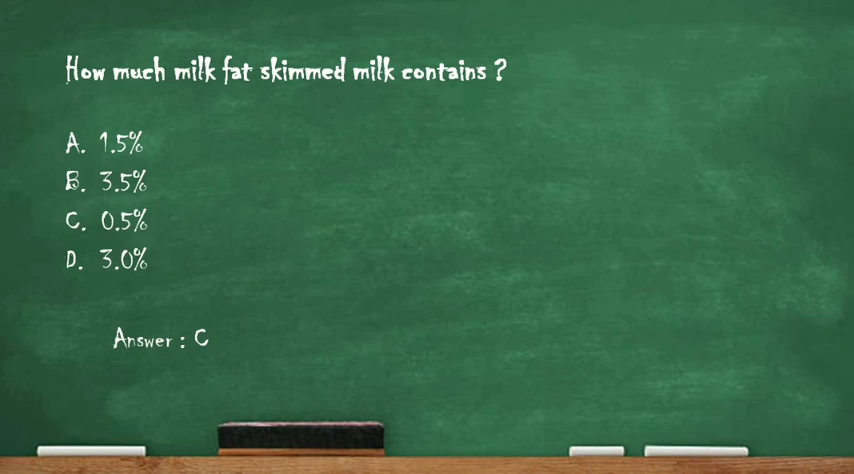 How much milk fat skimmed milk contains ?
A. 1.5%
B. 3.5%
C. 0.5%
D. 3.0%
Answer : C